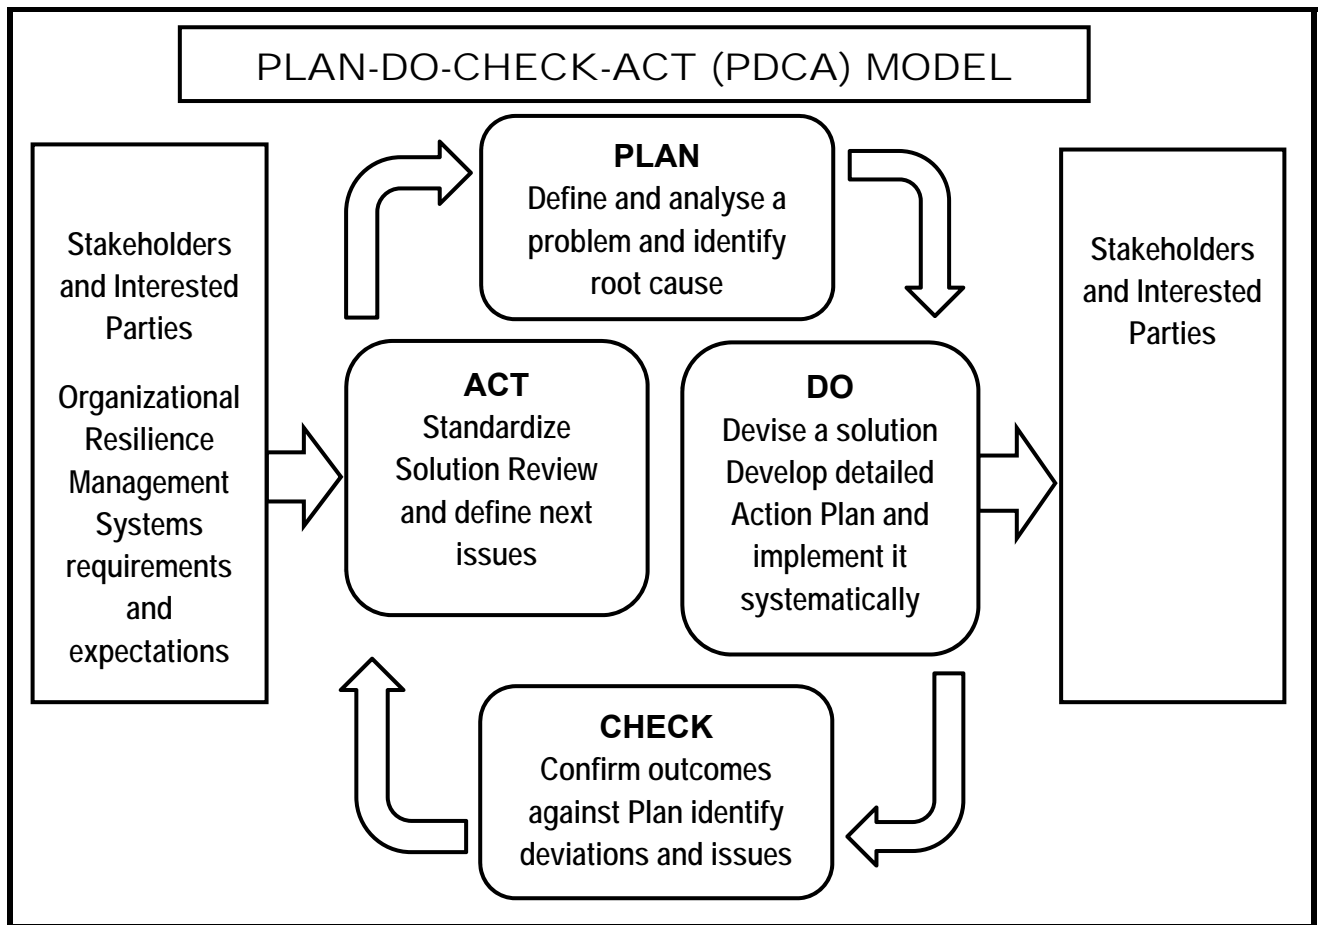 PLAN-DO-CHECK-ACT (PDCA) MODEL
Stakeholders
and Interested
Parties
Organizational
Resilience
Management
Systems
requirements
and
expectations
PLAN
Define and analyse a
problem and identify
root cause
ACT
Standardize
Solution Review
and define next
issues
DO
Devise a solution
Develop detailed
Action Plan and
implement it
systematically
CHECK
Confirm outcomes
against Plan identify
deviations and issues
Stakeholders
and Interested
Parties